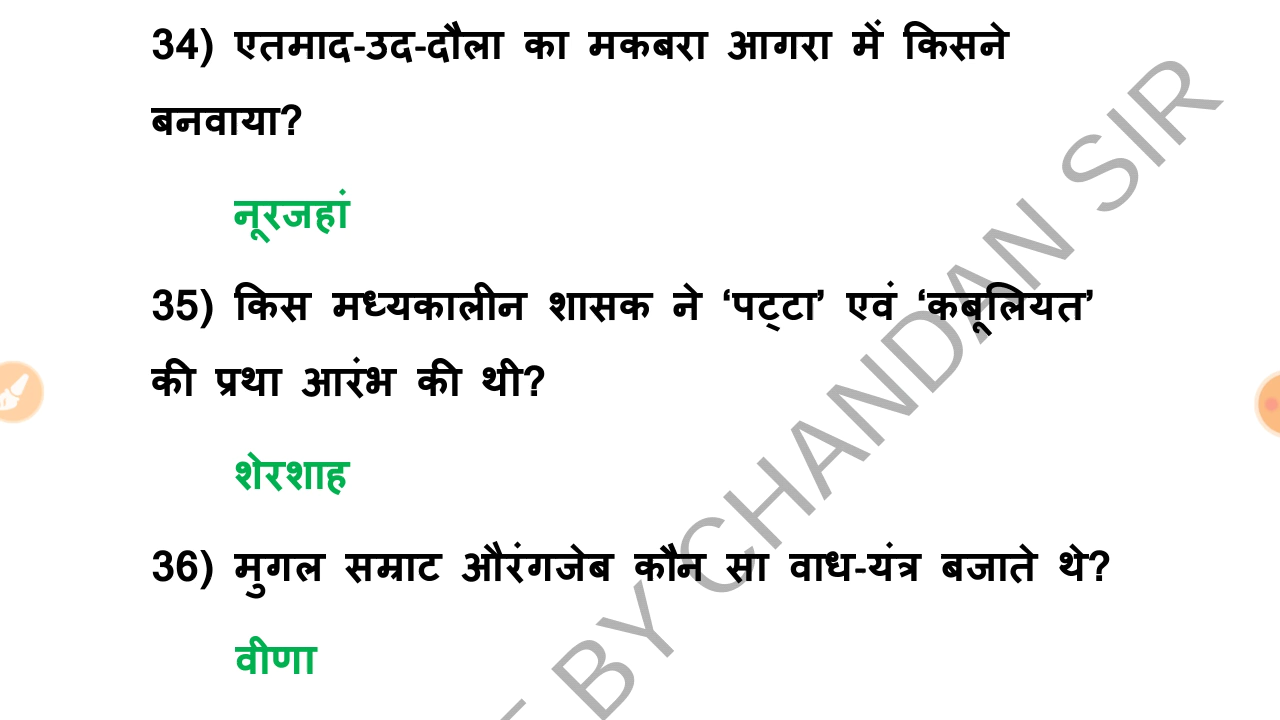 34) एतमाद-उद-दौला का मकबरा आगरा में किसने
बनवाया?
नूरजहां
35) किस मध्यकालीन शासक ने ‘पट्टा’ एवं ‘कबूलियत’
की प्रथा आरंभ की थी?
शेरशाह
36) मुगल सम्राट औरंगजेब कौन सा वाध-यंत्र बजाते थे?
वीणा
BY CHANDAN SIR